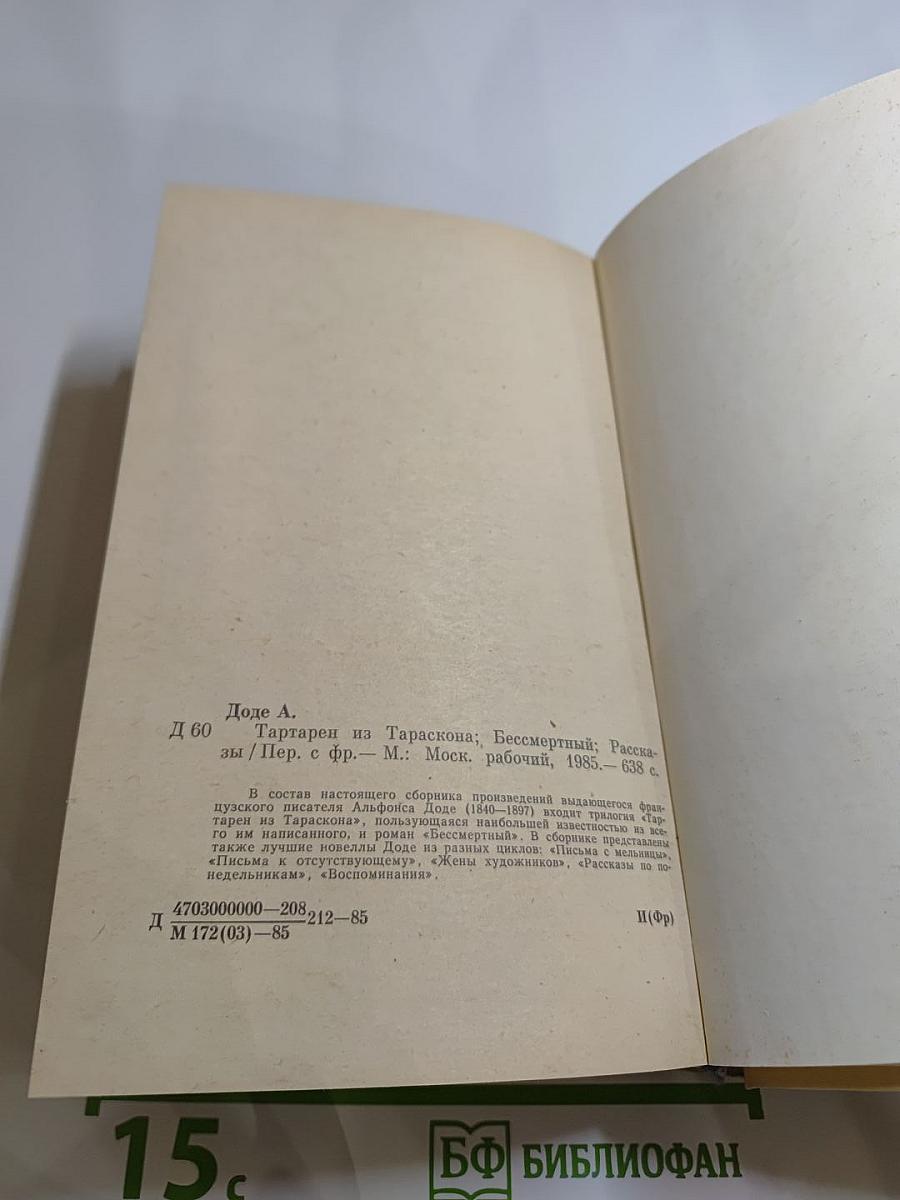 Доде А.
Д 60 Тартарен из Тараскона; Бессмертный; Расска-
зы / Пер. с фр.— М.: Моск. рабочий, 1985.— 638 с.
В состав настоящего сборника произведений выдающегося фран-
цузского писателя Альфонса Доде (1840—1897) входит трилогия «Тар-
тарен из Тараскона», пользующаяся наибольшей известностью из все-
го им написанного, и роман «Бессмертный». В сборнике представлены
также лучшие новеллы Доде из разных циклов: «Письма с мельницы»,
«Письма к отсутствующему», «Жены художников», «Рассказы по по-
недельникам», «Воспоминания».
4703000000—208
Д 212—85 И(Фр)
М 172(03)—85
15 с
БФ БИБЛИОФАН